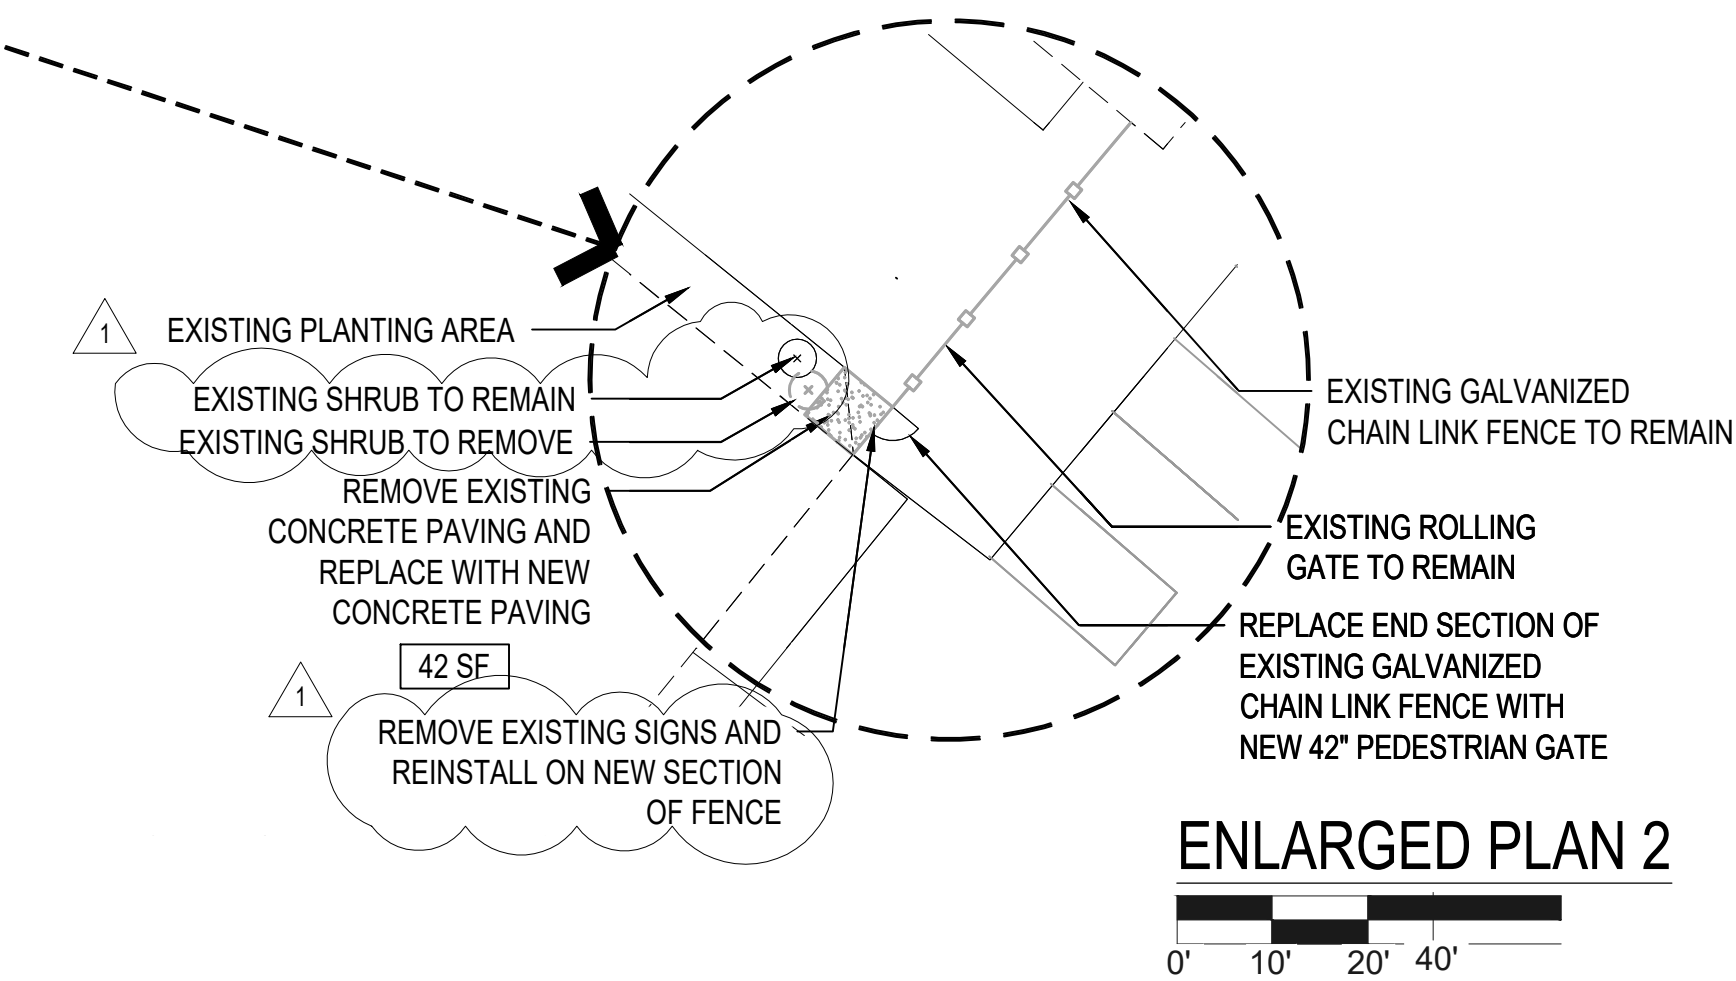 1
EXISTING PLANTING AREA
EXISTING SHRUB TO REMAIN
EXISTING SHRUB TO REMOVE
REMOVE EXISTING
CONCRETE PAVING AND
REPLACE WITH NEW
CONCRETE PAVING
42 SF
1
REMOVE EXISTING SIGNS AND
REINSTALL ON NEW SECTION
OF FENCE
EXISTING GALVANIZED
CHAIN LINK FENCE TO REMAIN
EXISTING ROLLING
GATE TO REMAIN
REPLACE END SECTION OF
EXISTING GALVANIZED
CHAIN LINK FENCE WITH
NEW 42" PEDESTRIAN GATE
ENLARGED PLAN 2
0' 10' 20' 40'